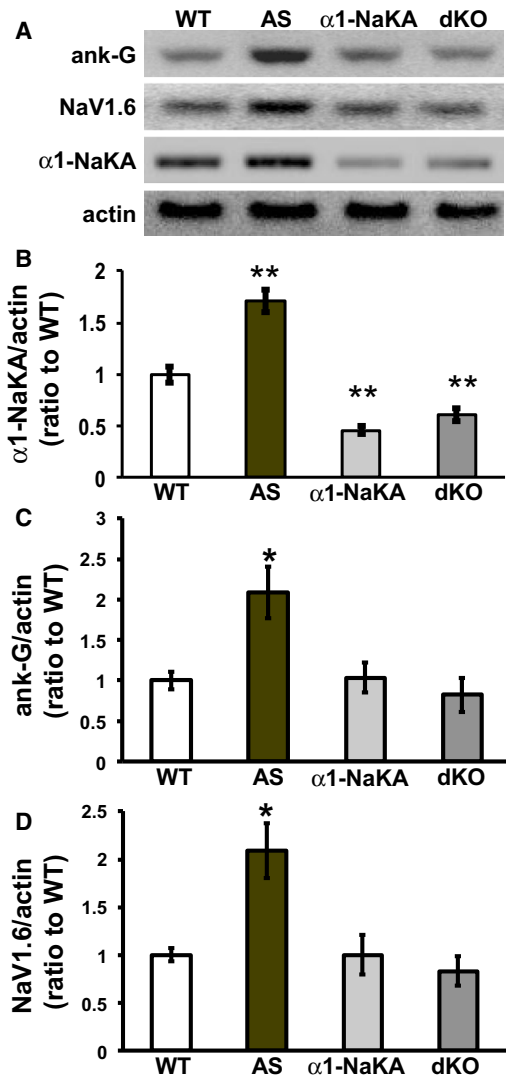 A
WT AS α1-NaKA dKO
ank-G
NaV1.6
α1-NaKA
actin
B
α1-NaKA/actin
(ratio to WT)
2
1.5
1
0.5
0
**
**
**
WT AS α1-NaKA dKO
C
ank-G/actin
(ratio to WT)
3
2.5
2
1.5
1
0.5
0
*
WT AS α1-NaKA dKO
D
NaV1.6/actin
(ratio to WT)
2.5
2
1.5
1
0.5
0
*
WT AS α1-NaKA dKO